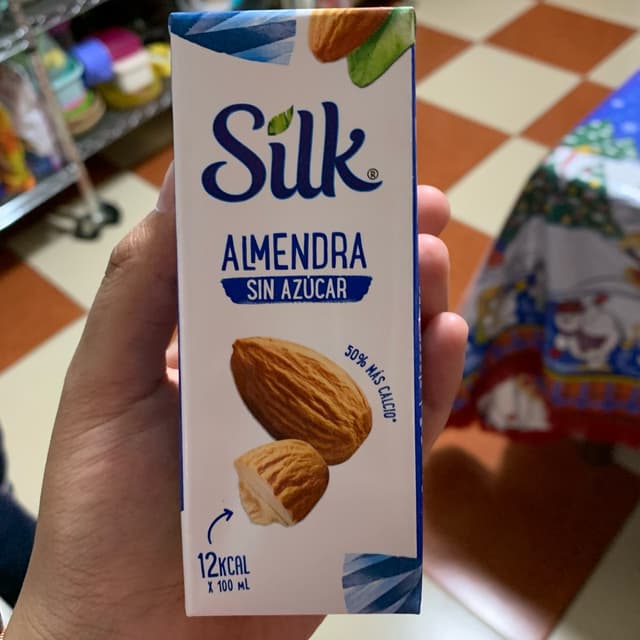 Silk®
ALMENDRA
SIN AZÚCAR
50% MÁS CALCIO*
12KCAL
X 100 mL